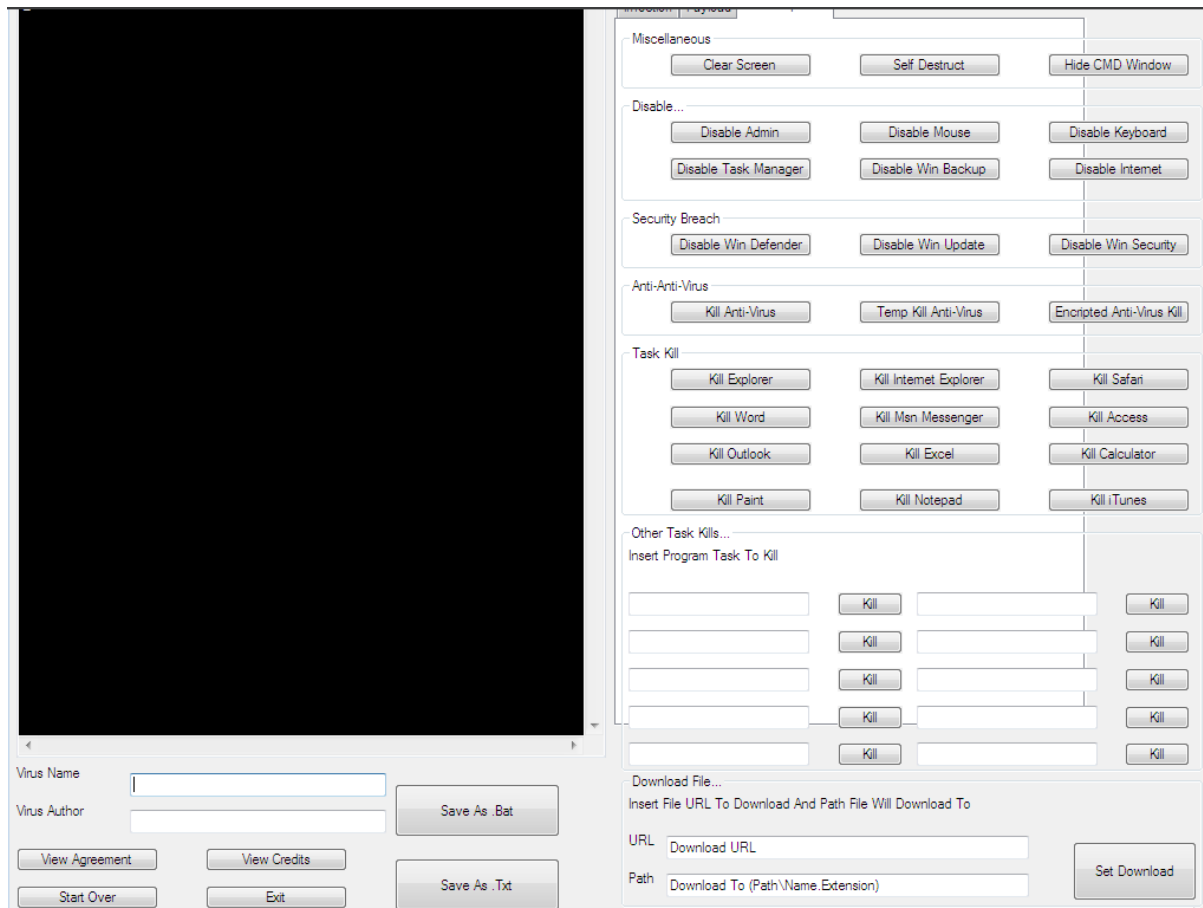 Infection Payload
Miscellaneous
Clear Screen Self Destruct Hide CMD Window
Disable...
Disable Admin Disable Mouse Disable Keyboard
Disable Task Manager Disable Win Backup Disable Internet
Security Breach
Disable Win Defender Disable Win Update Disable Win Security
Anti-Anti-Virus
Kill Anti-Virus Temp Kill Anti-Virus Encripted Anti-Virus Kill
Task Kill
Kill Explorer Kill Internet Explorer Kill Safari
Kill Word Kill Msn Messenger Kill Access
Kill Outlook Kill Excel Kill Calculator
Kill Paint Kill Notepad Kill iTunes
Other Task Kills...
Insert Program Task To Kill
Kill Kill
Kill Kill
Kill Kill
Kill Kill
Kill Kill
Download File...
Insert File URL To Download And Path File Will Download To
URL Download URL
Path Download To (Path\Name.Extension)
Set Download
Virus Name
Virus Author
Save As .Bat
View Agreement View Credits
Start Over Exit
Save As .Txt